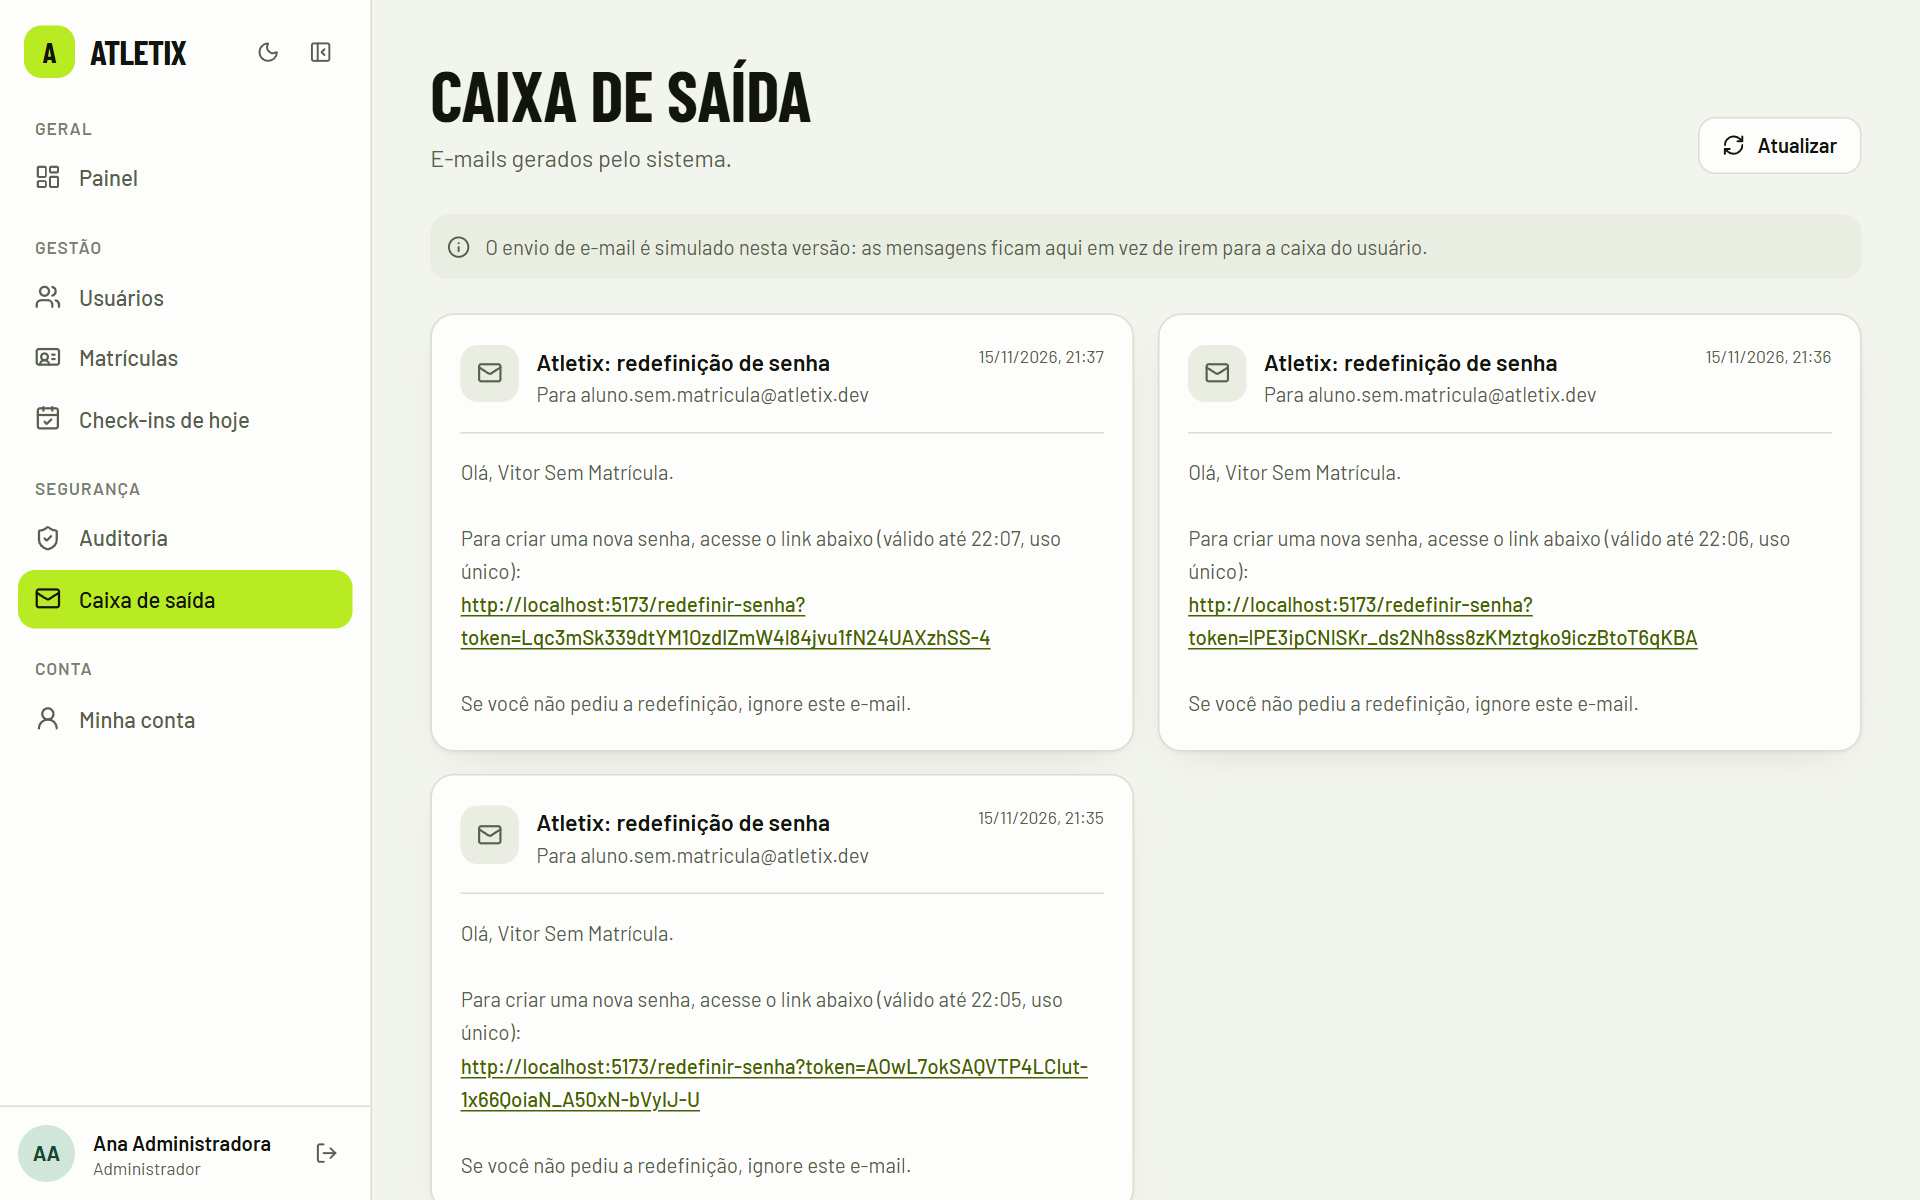 A
ATLETIX
GERAL
Painel
GESTÃO
Usuários
Matrículas
Check-ins de hoje
SEGURANÇA
Auditoria
Caixa de saída
CONTA
Minha conta
AA
Ana Administradora
Administrador
CAIXA DE SAÍDA
E-mails gerados pelo sistema.
Atualizar
O envio de e-mail é simulado nesta versão: as mensagens ficam aqui em vez de irem para a caixa do usuário.
Atletix: redefinição de senha
15/11/2026, 21:37
Para aluno.sem.matricula@atletix.dev
Olá, Vitor Sem Matrícula.
Para criar uma nova senha, acesse o link abaixo (válido até 22:07, uso
único):
http://localhost:5173/redefinir-senha?
token=Lqc3mSk339dtYM1OzdIZmW4l84jvu1fN24UAXzhSS-4
Se você não pediu a redefinição, ignore este e-mail.
Atletix: redefinição de senha
15/11/2026, 21:36
Para aluno.sem.matricula@atletix.dev
Olá, Vitor Sem Matrícula.
Para criar uma nova senha, acesse o link abaixo (válido até 22:06, uso
único):
http://localhost:5173/redefinir-senha?
token=lPE3ipCNlSKr_ds2Nh8ss8zKMztgko9iczBtoT6qKBA
Se você não pediu a redefinição, ignore este e-mail.
Atletix: redefinição de senha
15/11/2026, 21:35
Para aluno.sem.matricula@atletix.dev
Olá, Vitor Sem Matrícula.
Para criar uma nova senha, acesse o link abaixo (válido até 22:05, uso
único):
http://localhost:5173/redefinir-senha?token=AOwL7okSAQVTP4LCIut-
1x66QoiaN_A50xN-bVyIJ-U
Se você não pediu a redefinição, ignore este e-mail.